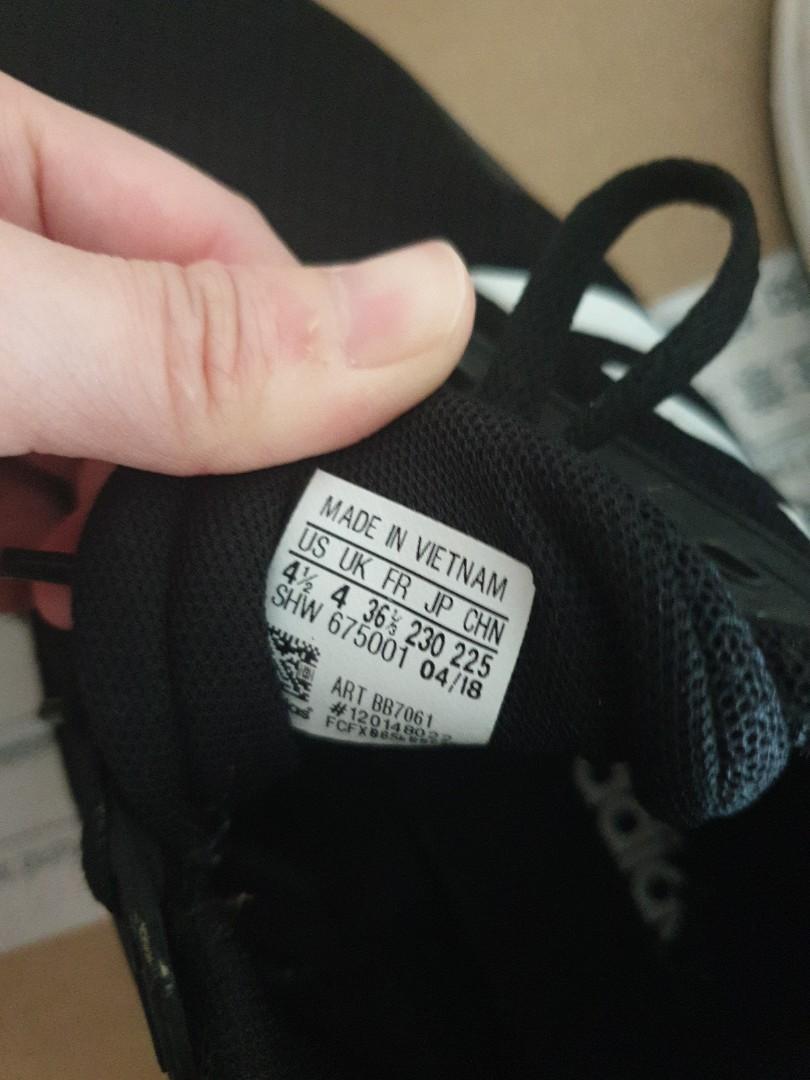 MADE IN VIETNAM
US UK FR JP CHN
4½ 4 36⅔ 230 225
SHW 675001 04/18
ART BB7061
#120148022
adidas